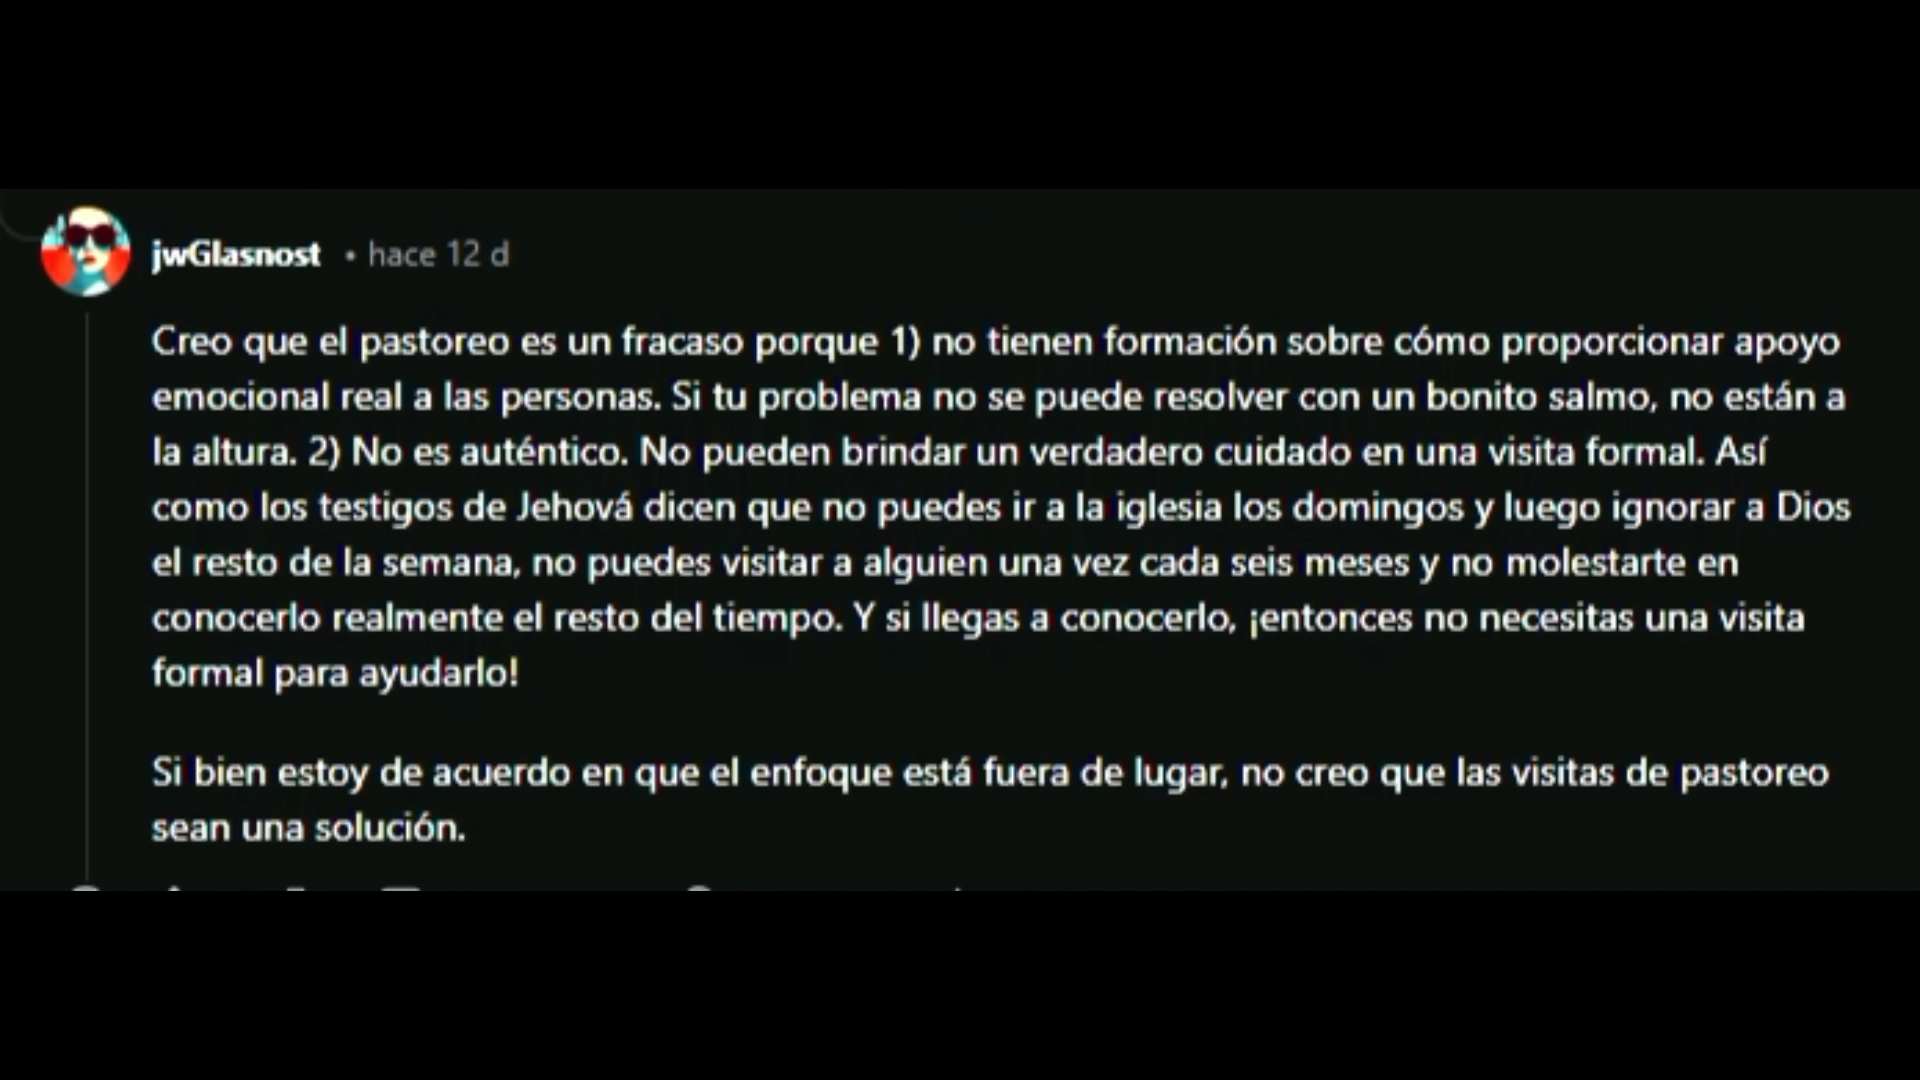 jwGlasnost • hace 12 d
Creo que el pastoreo es un fracaso porque 1) no tienen formación sobre cómo proporcionar apoyo
emocional real a las personas. Si tu problema no se puede resolver con un bonito salmo, no están a
la altura. 2) No es auténtico. No pueden brindar un verdadero cuidado en una visita formal. Así
como los testigos de Jehová dicen que no puedes ir a la iglesia los domingos y luego ignorar a Dios
el resto de la semana, no puedes visitar a alguien una vez cada seis meses y no molestarte en
conocerlo realmente el resto del tiempo. Y si llegas a conocerlo, ¡entonces no necesitas una visita
formal para ayudarlo!
Si bien estoy de acuerdo en que el enfoque está fuera de lugar, no creo que las visitas de pastoreo
sean una solución.